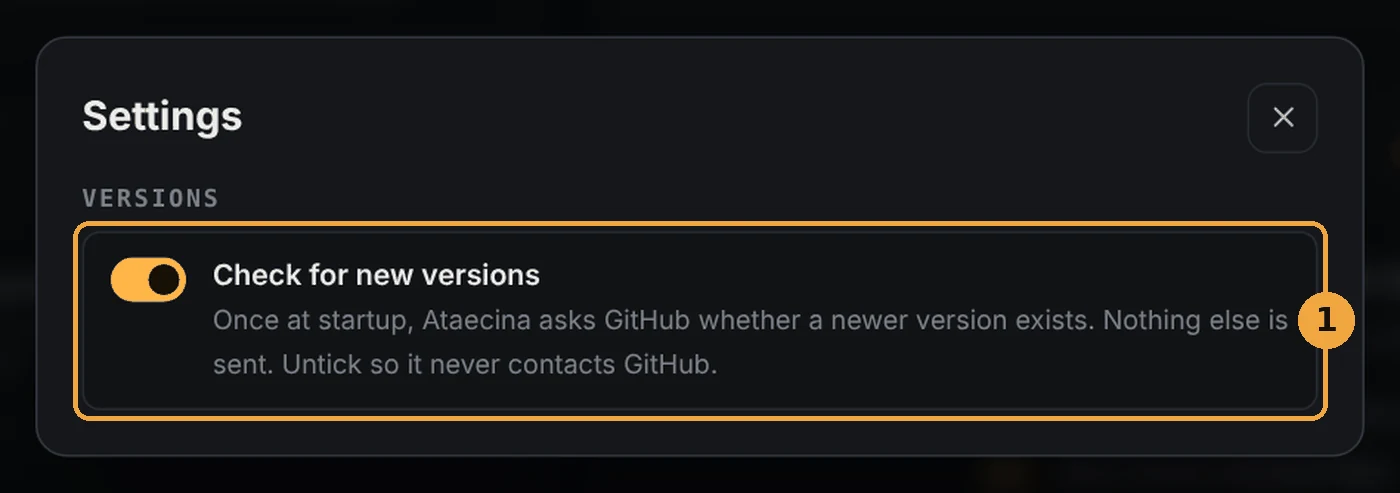 Settings
VERSIONS
Check for new versions
Once at startup, Ataecina asks GitHub whether a newer version exists. Nothing else is
sent. Untick so it never contacts GitHub.
1